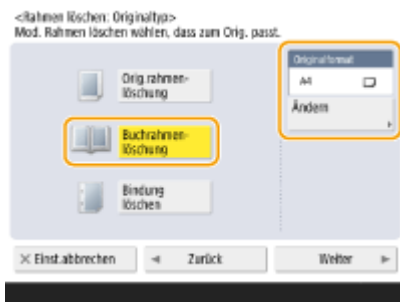 <Rahmen löschen: Originaltyp>
Mod. Rahmen löschen wählen, dass zum Orig. passt.
Originalformat
A4
Ändern
Orig.rahmen-
löschung
Buchrahmen-
löschung
Bindung
löschen
× Einst.abbrechen
Zurück
Weiter